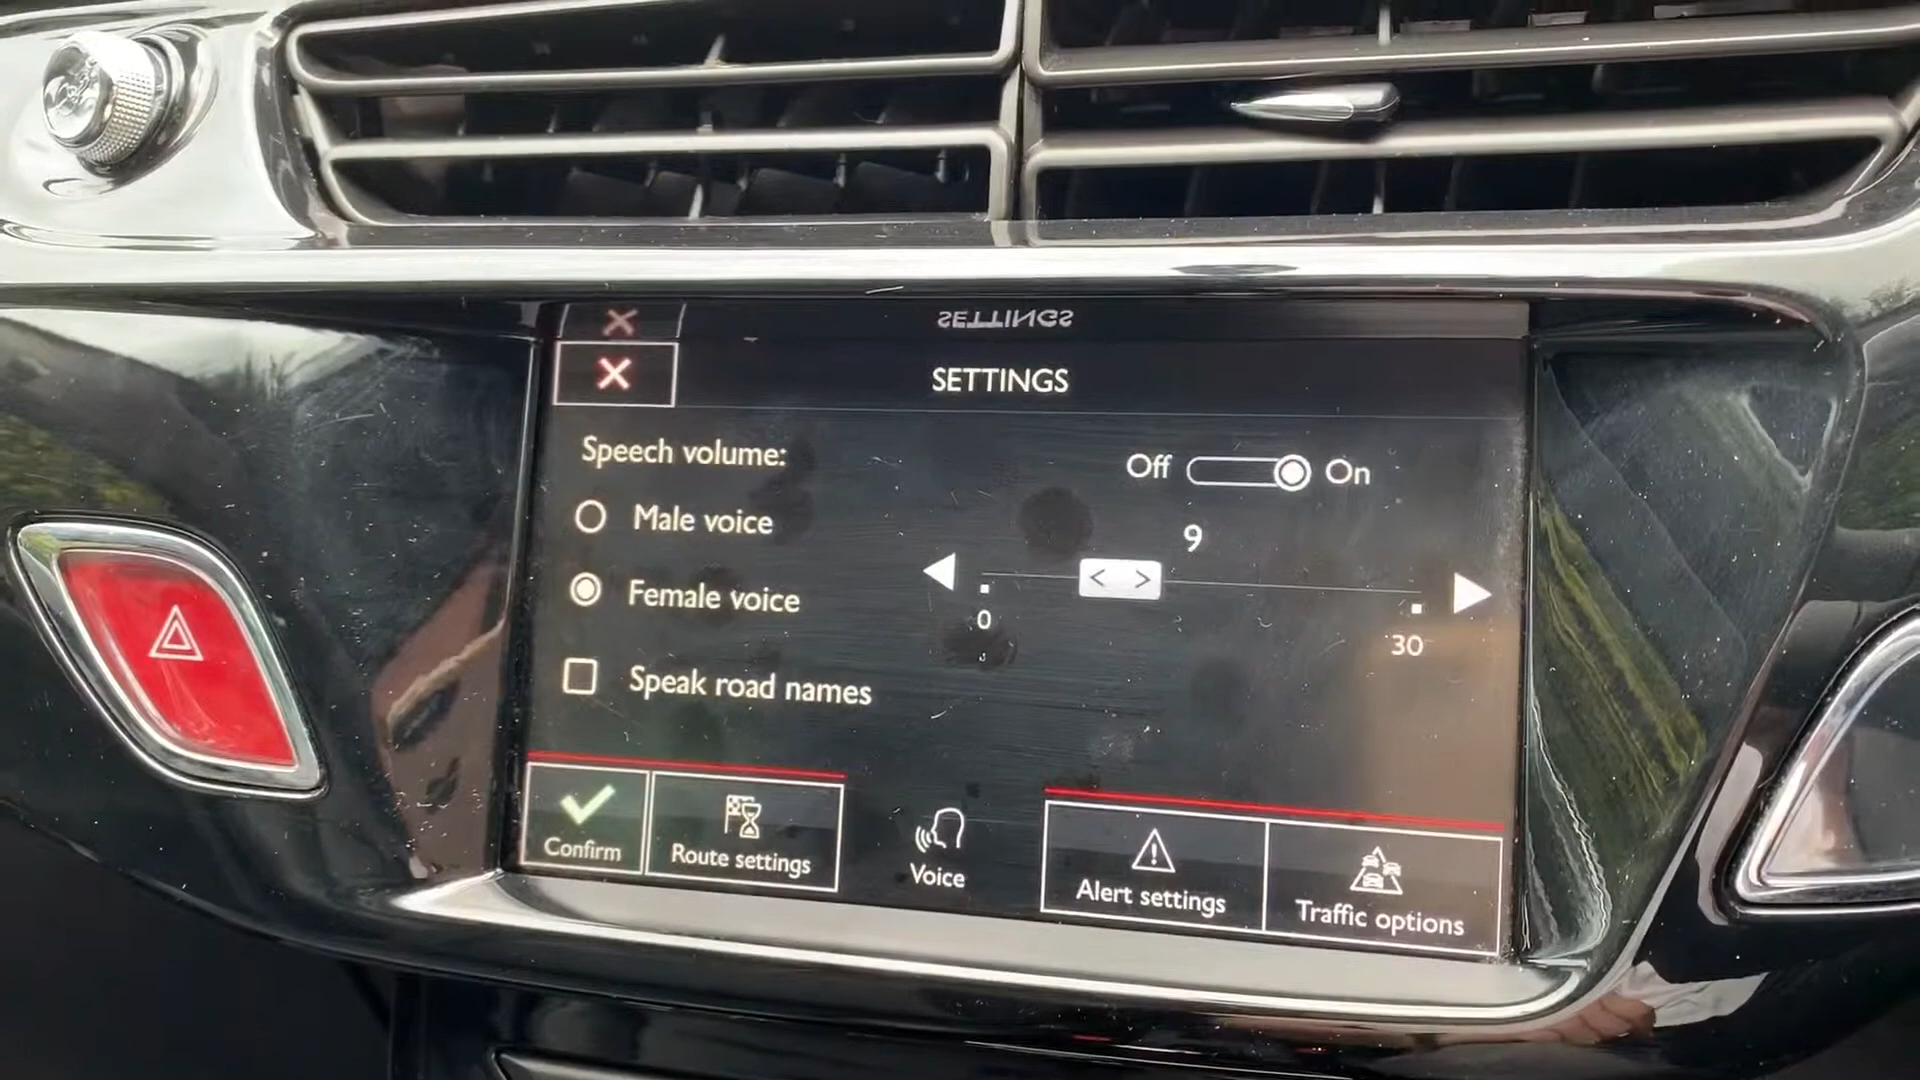 SETTINGS
Speech volume:
Off On
Male voice
9
Female voice
0
30
Speak road names
Confirm
Route settings
Voice
Alert settings
Traffic options